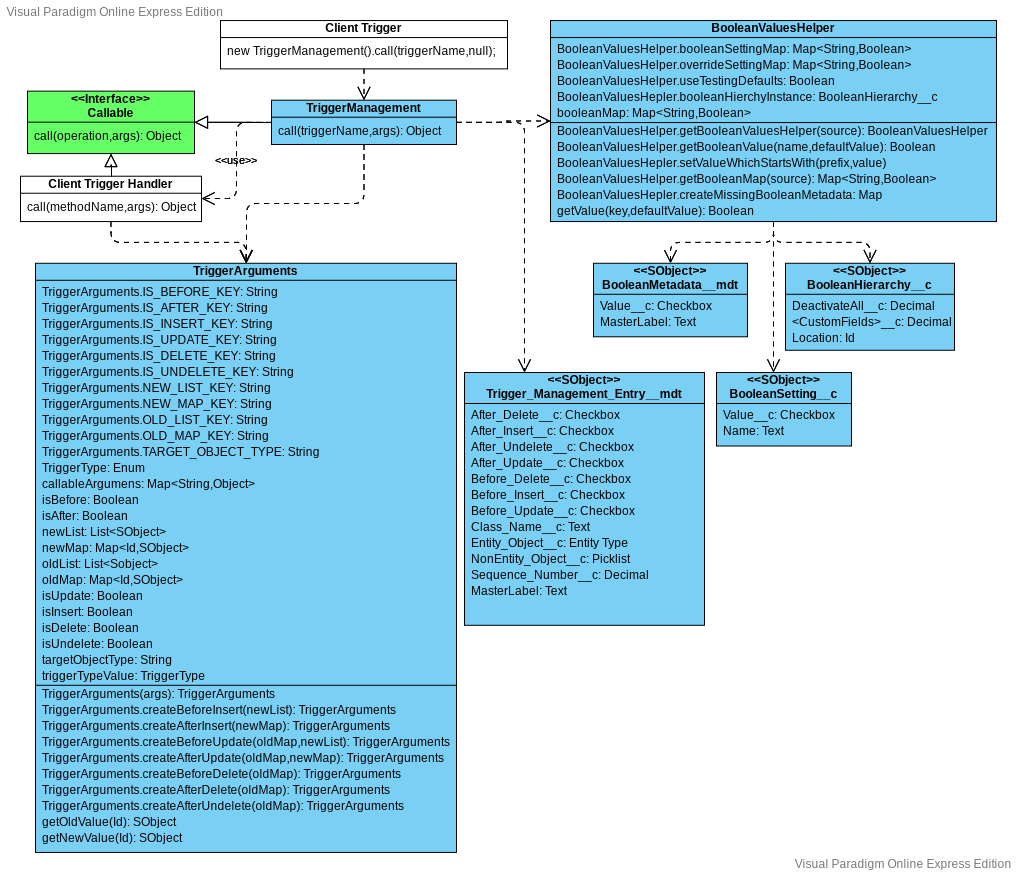 Visual Paradigm Online Express Edition
Client Trigger
new TriggerManagement().call(triggerName,null);
BooleanValuesHelper
BooleanValuesHelper.booleanSettingMap: Map<String,Boolean>
BooleanValuesHelper.overrideSettingMap: Map<String,Boolean>
BooleanValuesHelper.useTestingDefaults: Boolean
BooleanValuesHepler.booleanHierchyInstance: BooleanHierarchy__c
booleanMap: Map<String,Boolean>
BooleanValuesHelper.getBooleanValuesHelper(source): BooleanValuesHelper
BooleanValuesHelper.getBooleanValue(name,defaultValue): Boolean
BooleanValuesHepler.setValueWhichStartsWith(prefix,value)
BooleanValuesHelper.getBooleanMap(source): Map<String,Boolean>
BooleanValuesHepler.createMissingBooleanMetadata: Map
getValue(key,defaultValue): Boolean
<<Interface>>
Callable
call(operation,args): Object
TriggerManagement
call(triggerName,args): Object
<<use>>
Client Trigger Handler
call(methodName,args): Object
TriggerArguments
TriggerArguments.IS_BEFORE_KEY: String
TriggerArguments.IS_AFTER_KEY: String
TriggerArguments.IS_INSERT_KEY: String
TriggerArguments.IS_UPDATE_KEY: String
TriggerArguments.IS_DELETE_KEY: String
TriggerArguments.IS_UNDELETE_KEY: String
TriggerArguments.NEW_LIST_KEY: String
TriggerArguments.NEW_MAP_KEY: String
TriggerArguments.OLD_LIST_KEY: String
TriggerArguments.OLD_MAP_KEY: String
TriggerArguments.TARGET_OBJECT_TYPE: String
TriggerType: Enum
callableArgumens: Map<String,Object>
isBefore: Boolean
isAfter: Boolean
newList: List<SObject>
newMap: Map<Id,SObject>
oldList: List<Sobject>
oldMap: Map<Id,SObject>
isUpdate: Boolean
isInsert: Boolean
isDelete: Boolean
isUndelete: Boolean
targetObjectType: String
triggerTypeValue: TriggerType
TriggerArguments(args): TriggerArguments
TriggerArguments.createBeforeInsert(newList): TriggerArguments
TriggerArguments.createAfterInsert(newMap): TriggerArguments
TriggerArguments.createBeforeUpdate(oldMap,newList): TriggerArguments
TriggerArguments.createAfterUpdate(oldMap,newMap): TriggerArguments
TriggerArguments.createBeforeDelete(oldMap): TriggerArguments
TriggerArguments.createAfterDelete(oldMap): TriggerArguments
TriggerArguments.createAfterUndelete(oldMap): TriggerArguments
getOldValue(Id): SObject
getNewValue(Id): SObject
<<SObject>>
BooleanMetadata__mdt
Value__c: Checkbox
MasterLabel: Text
<<SObject>>
BooleanHierarchy__c
DeactivateAll__c: Decimal
<CustomFields>__c: Decimal
Location: Id
<<SObject>>
Trigger_Management_Entry__mdt
After_Delete__c: Checkbox
After_Insert__c: Checkbox
After_Undelete__c: Checkbox
After_Update__c: Checkbox
Before_Delete__c: Checkbox
Before_Insert__c: Checkbox
Before_Update__c: Checkbox
Class_Name__c: Text
Entity_Object__c: Entity Type
NonEntity_Object__c: Picklist
Sequence_Number__c: Decimal
MasterLabel: Text
<<SObject>>
BooleanSetting__c
Value__c: Checkbox
Name: Text
Visual Paradigm Online Express Edition